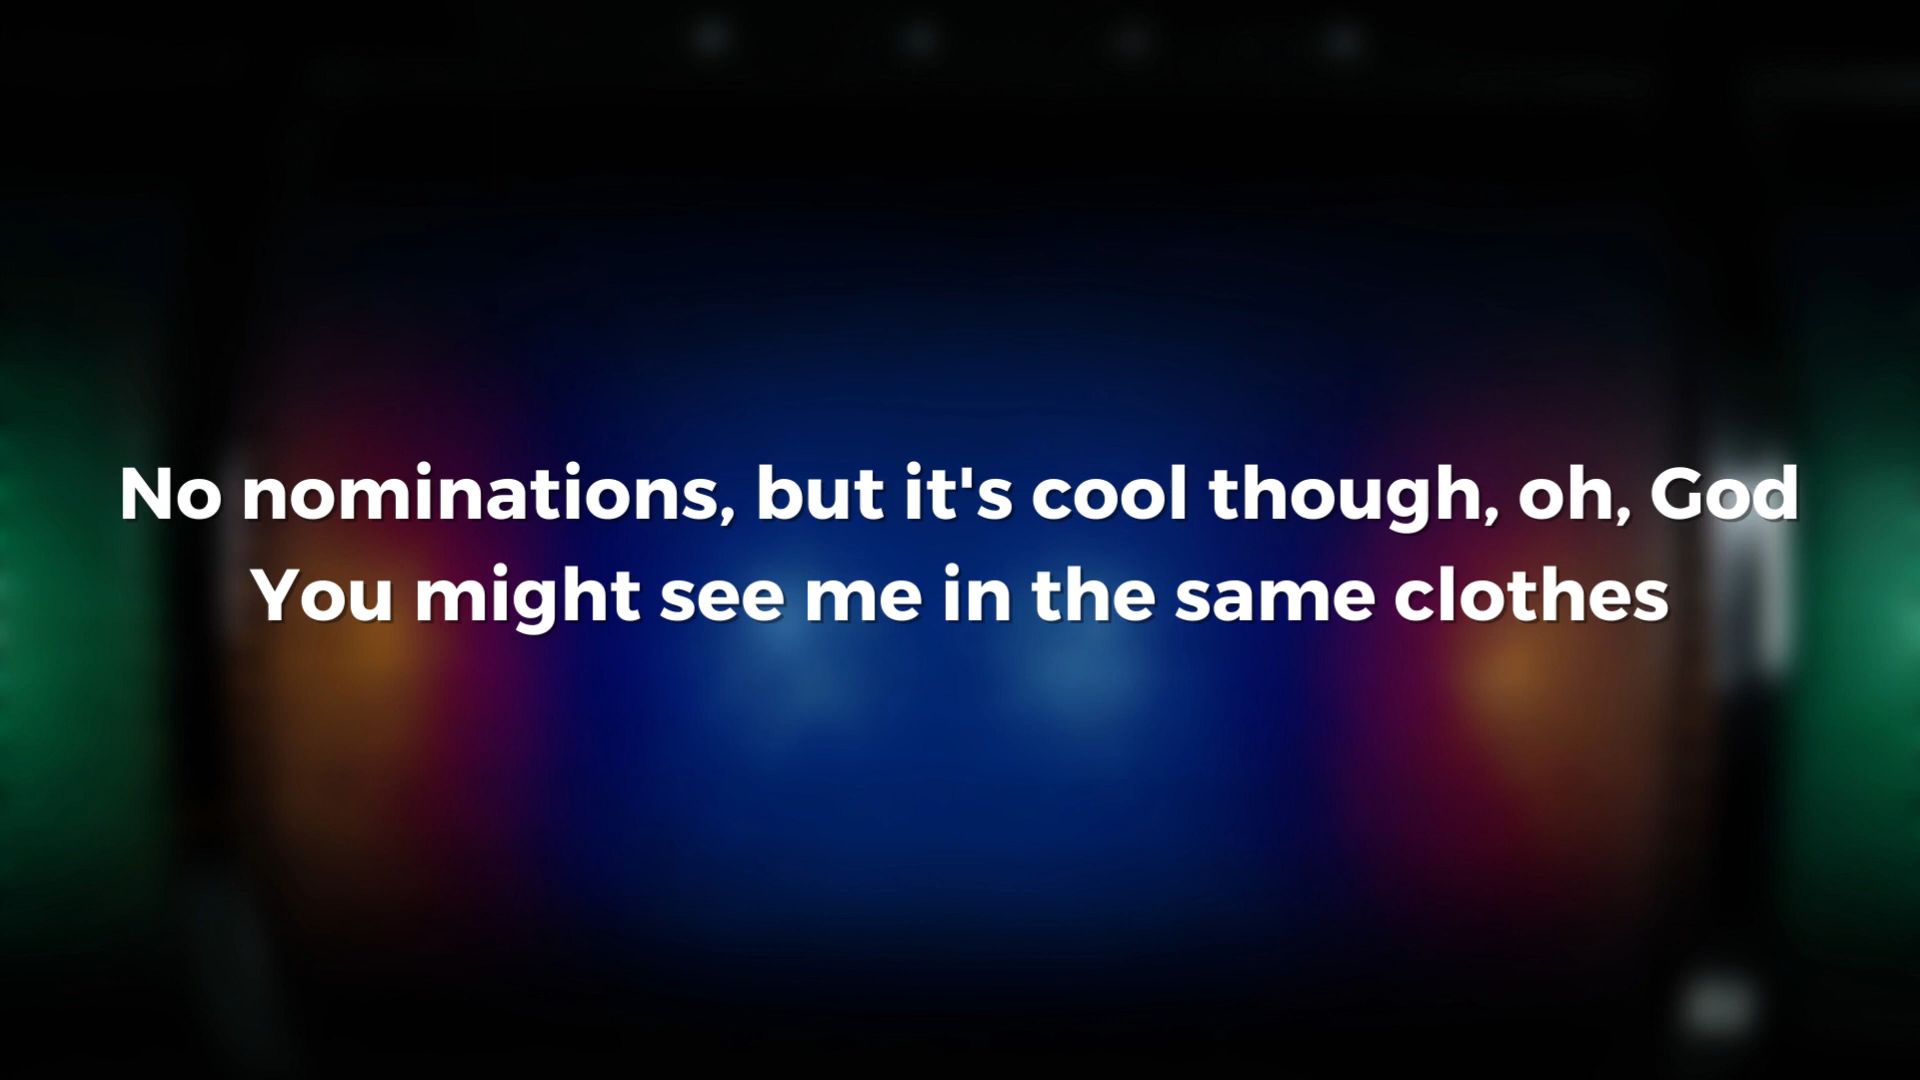 No nominations, but it's cool though, oh, God
You might see me in the same clothes